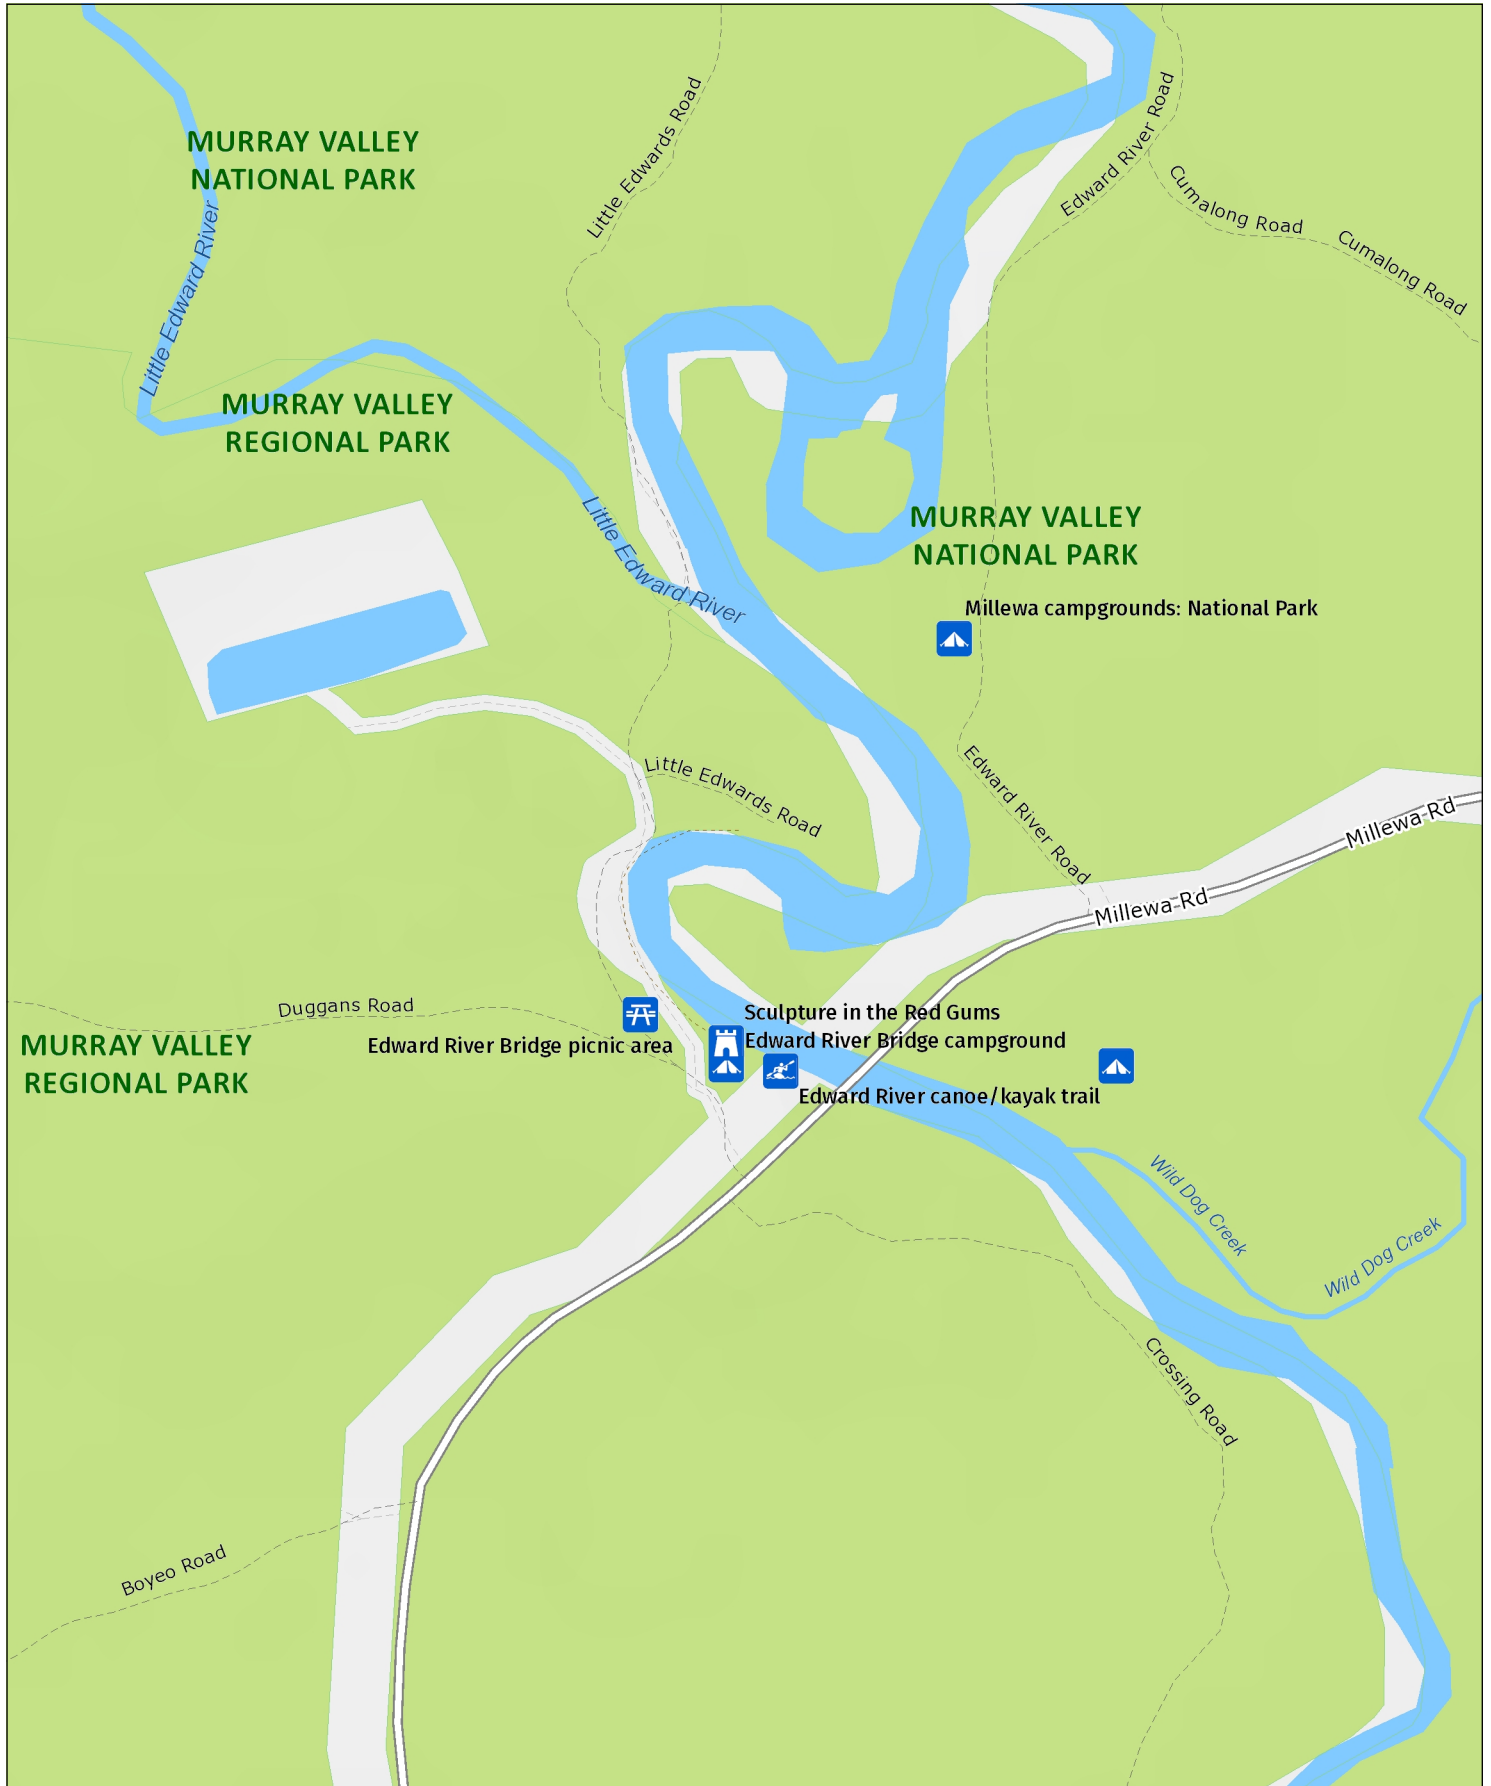 Little Edwards Road
Edward River Road
MURRAY VALLEY
NATIONAL PARK
Cumalong Road
Cumalong Road
Little Edward River
MURRAY VALLEY
REGIONAL PARK
Little Edward River
MURRAY VALLEY
NATIONAL PARK
Millewa campgrounds: National Park
Little Edwards Road
Edward River Road
Millewa Rd
Millewa Rd
Duggans Road
Sculpture in the Red Gums
Edward River Bridge picnic area
Edward River Bridge campground
MURRAY VALLEY
REGIONAL PARK
Edward River canoe/kayak trail
Wild Dog Creek
Wild Dog Creek
Crossing Road
Boyeo Road